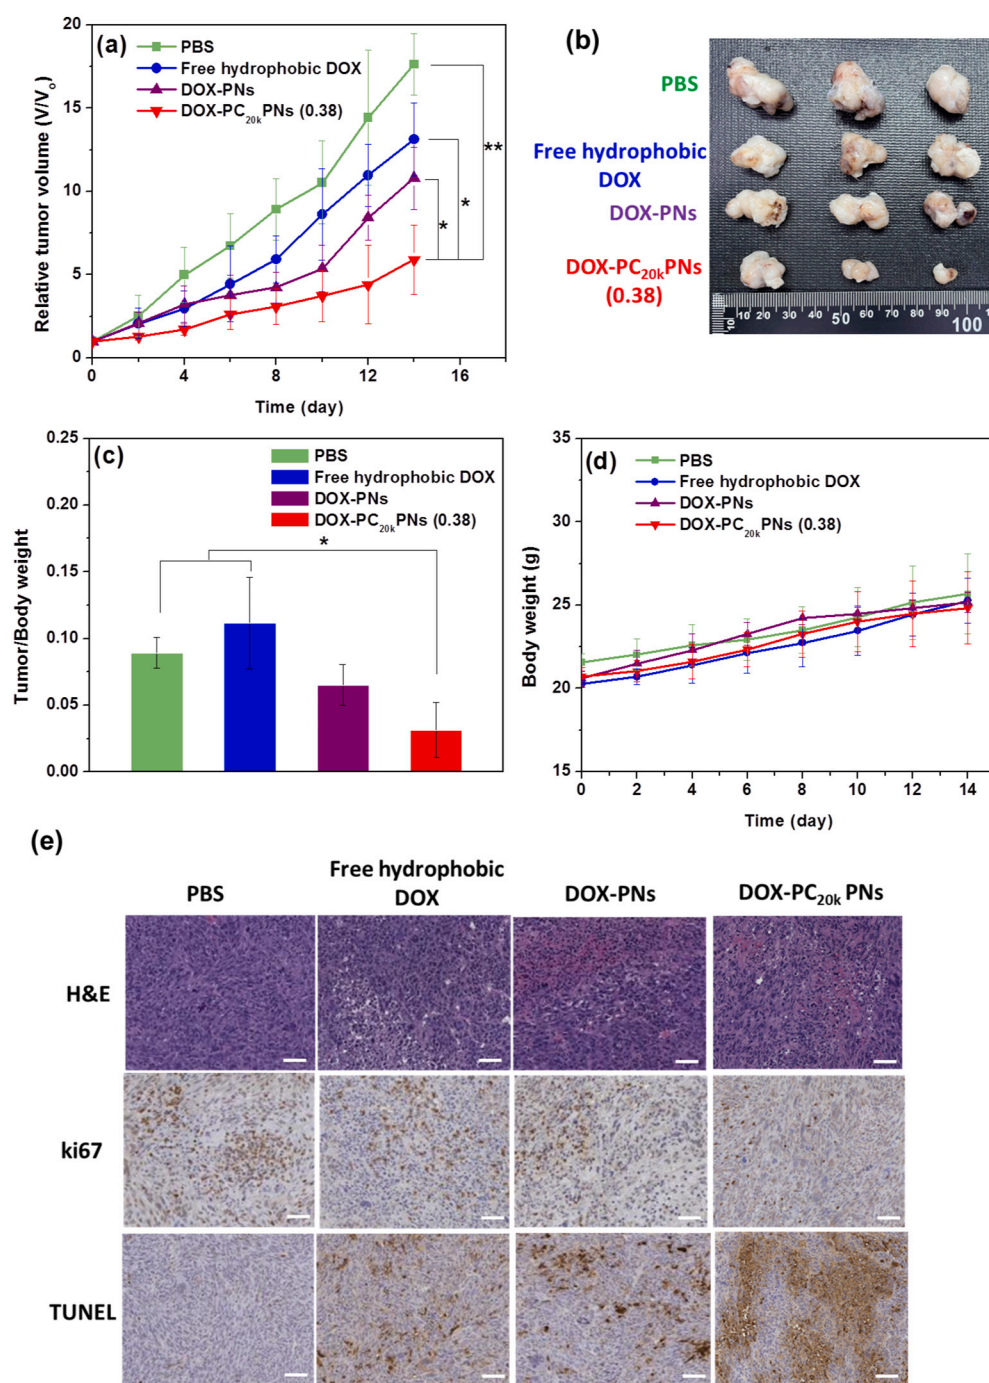 (a)
PBS
Free hydrophobic DOX
DOX-PNs
DOX-PC20k PNs (0.38)
**
*
*
20
15
10
5
0
Relative tumor volume (V/Vo)
0 4 8 12 16
Time (day)
(b)
PBS
Free hydrophobic
DOX
DOX-PNs
DOX-PC20kPNs
(0.38)
10 10 20 30 50 60 70 80 90 100
(c)
PBS
Free hydrophobic DOX
DOX-PNs
DOX-PC20kPNs (0.38)
*
0.25
0.20
0.15
0.10
0.05
0.00
Tumor/Body weight
(d)
PBS
Free hydrophobic DOX
DOX-PNs
DOX-PC20kPNs (0.38)
35
30
25
20
15
Body weight (g)
0 2 4 6 8 10 12 14
Time (day)
(e)
PBS
Free hydrophobic
DOX
DOX-PNs
DOX-PC20k PNs
H&E
ki67
TUNEL